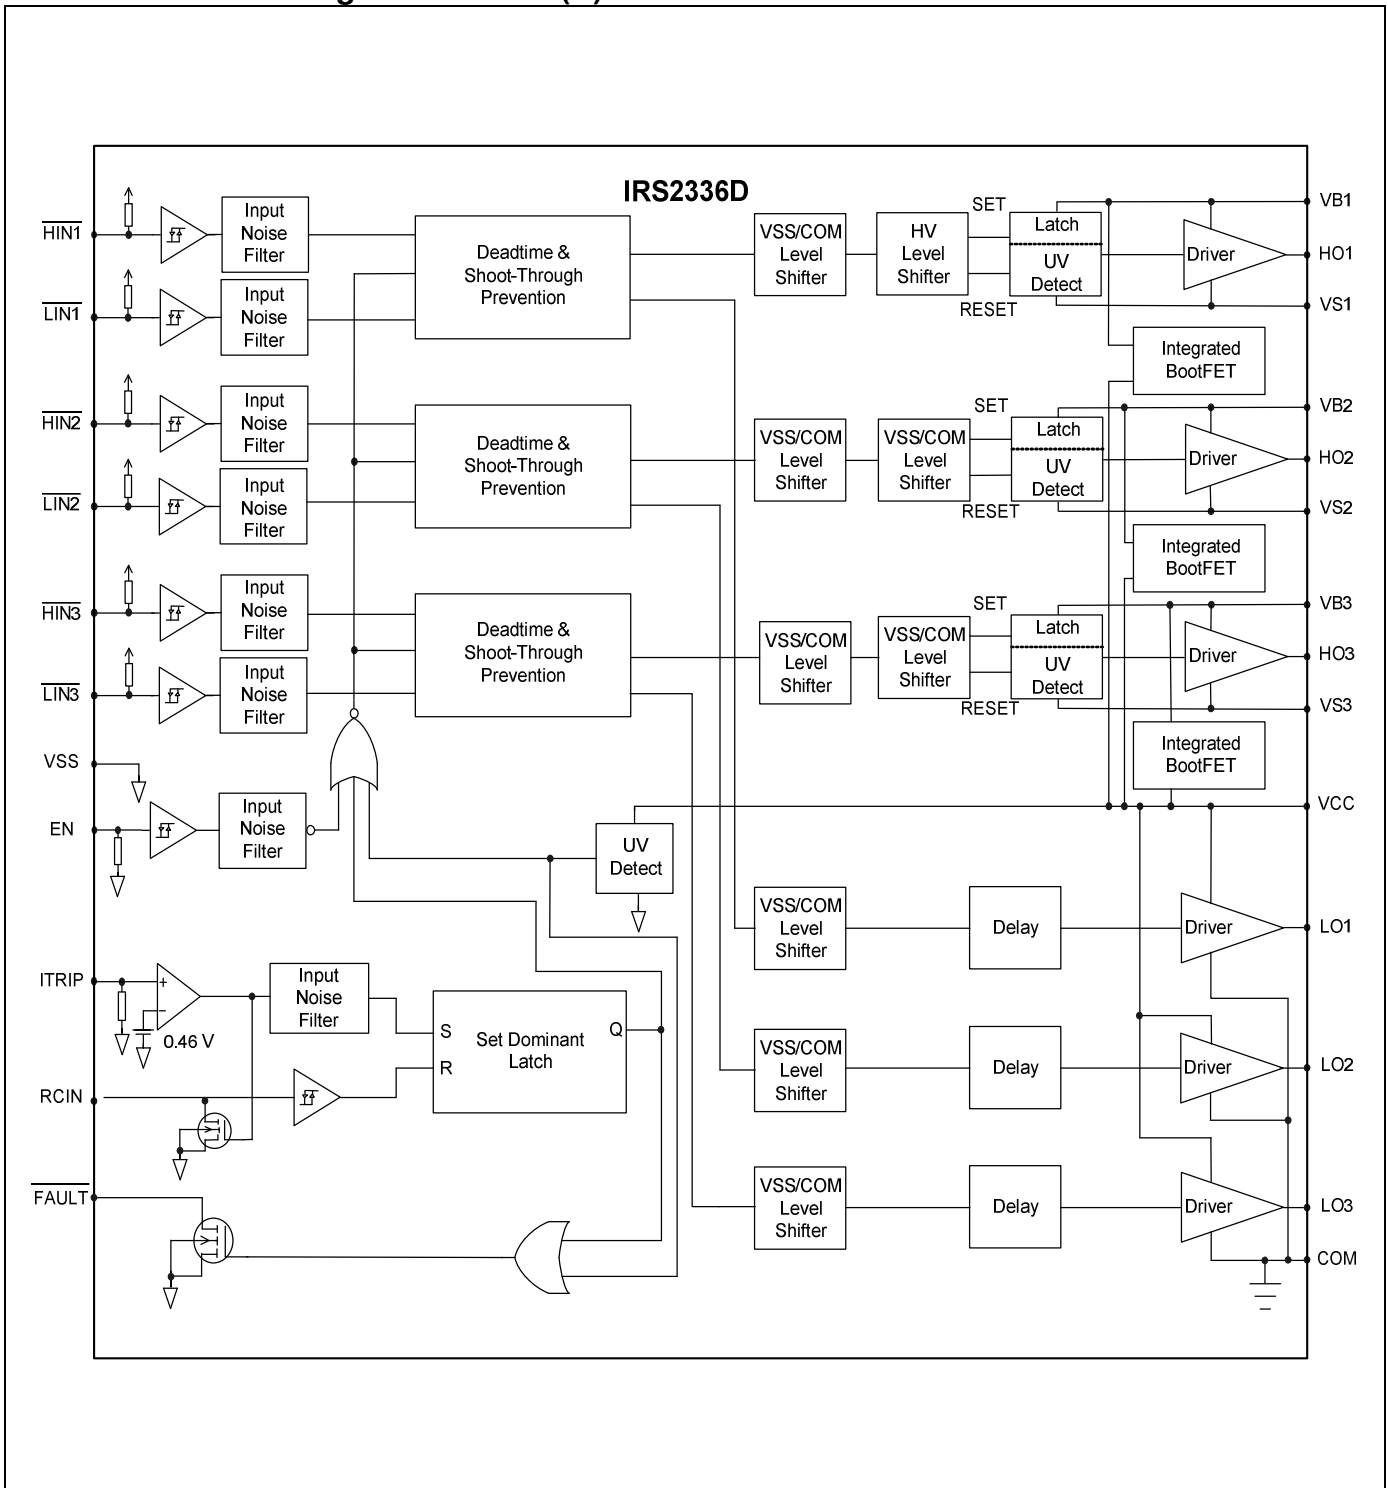 IRS2336D
HIN1
Input
Noise
Filter
LIN1
Input
Noise
Filter
Deadtime &
Shoot-Through
Prevention
VSS/COM
Level
Shifter
HV
Level
Shifter
SET
RESET
Latch
UV
Detect
Driver
VB1
HO1
VS1
Integrated
BootFET
HIN2
Input
Noise
Filter
LIN2
Input
Noise
Filter
Deadtime &
Shoot-Through
Prevention
VSS/COM
Level
Shifter
VSS/COM
Level
Shifter
SET
RESET
Latch
UV
Detect
Driver
VB2
HO2
VS2
Integrated
BootFET
HIN3
Input
Noise
Filter
LIN3
Input
Noise
Filter
Deadtime &
Shoot-Through
Prevention
VSS/COM
Level
Shifter
VSS/COM
Level
Shifter
SET
RESET
Latch
UV
Detect
Driver
VB3
HO3
VS3
Integrated
BootFET
VSS
EN
Input
Noise
Filter
UV
Detect
VCC
VSS/COM
Level
Shifter
Delay
Driver
LO1
ITRIP
+
–
0.46 V
Input
Noise
Filter
S
R
Set Dominant
Latch
Q
RCIN
VSS/COM
Level
Shifter
Delay
Driver
LO2
FAULT
VSS/COM
Level
Shifter
Delay
Driver
LO3
COM